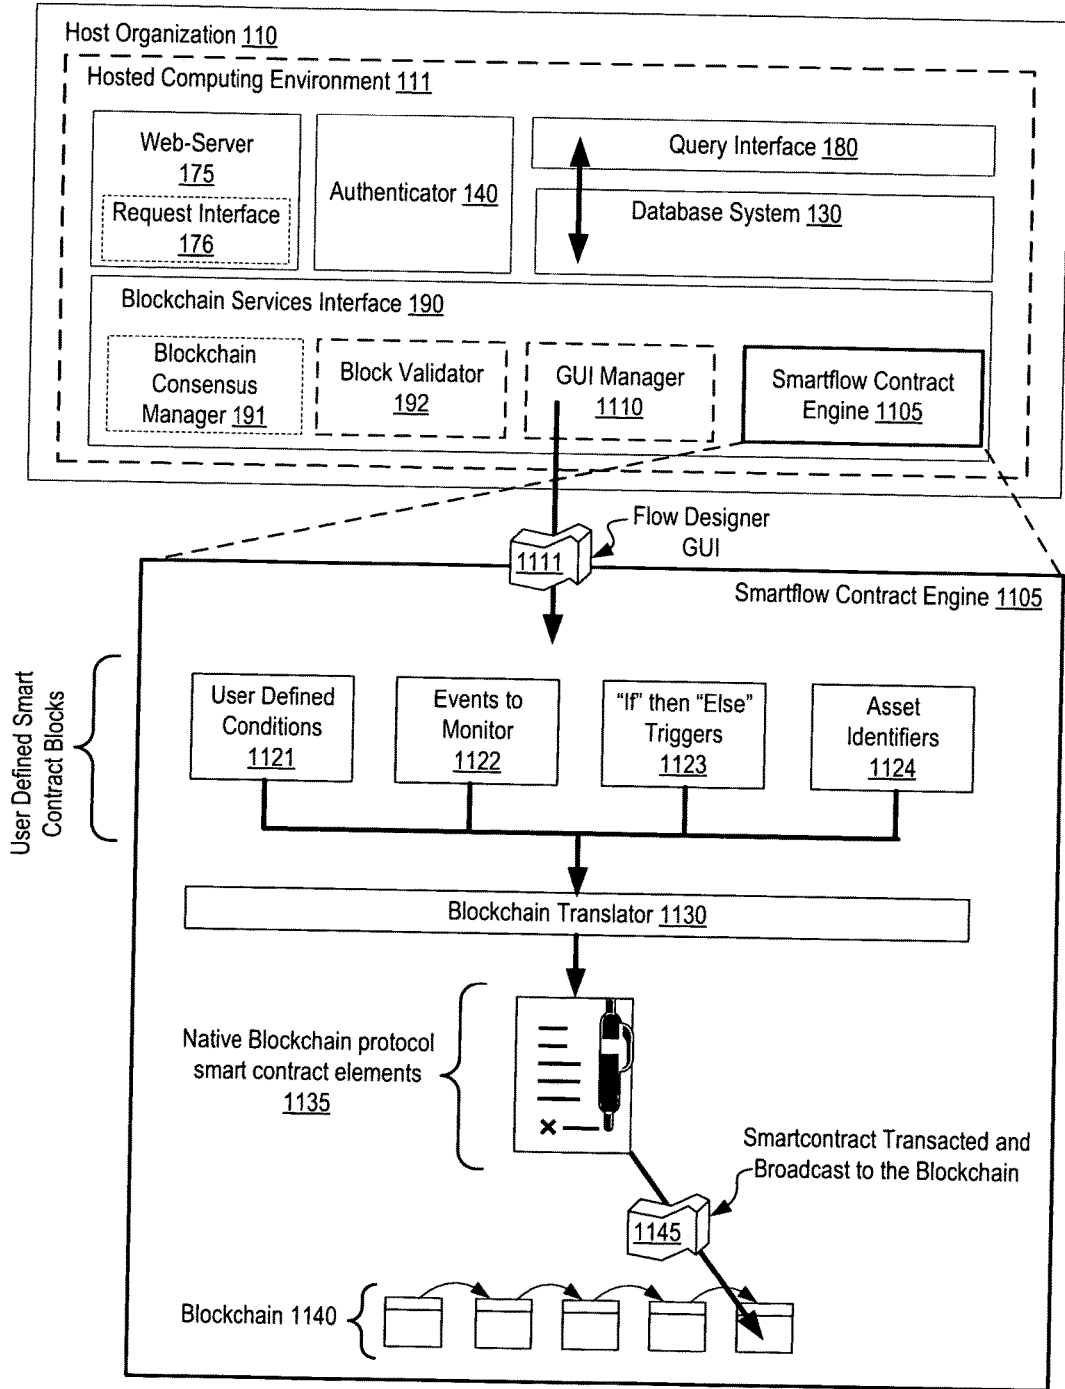 Host Organization 110
Hosted Computing Environment 111
Web-Server
175
Request Interface
176
Authenticator 140
Query Interface 180
Database System 130
Blockchain Services Interface 190
Blockchain
Consensus
Manager 191
Block Validator
192
GUI Manager
1110
Smartflow Contract
Engine 1105
Flow Designer
GUI
1111
Smartflow Contract Engine 1105
User Defined Smart
Contract Blocks
User Defined
Conditions
1121
Events to
Monitor
1122
“If” then “Else”
Triggers
1123
Asset
Identifiers
1124
Blockchain Translator 1130
Native Blockchain protocol
smart contract elements
1135
Smartcontract Transacted and
Broadcast to the Blockchain
1145
Blockchain 1140